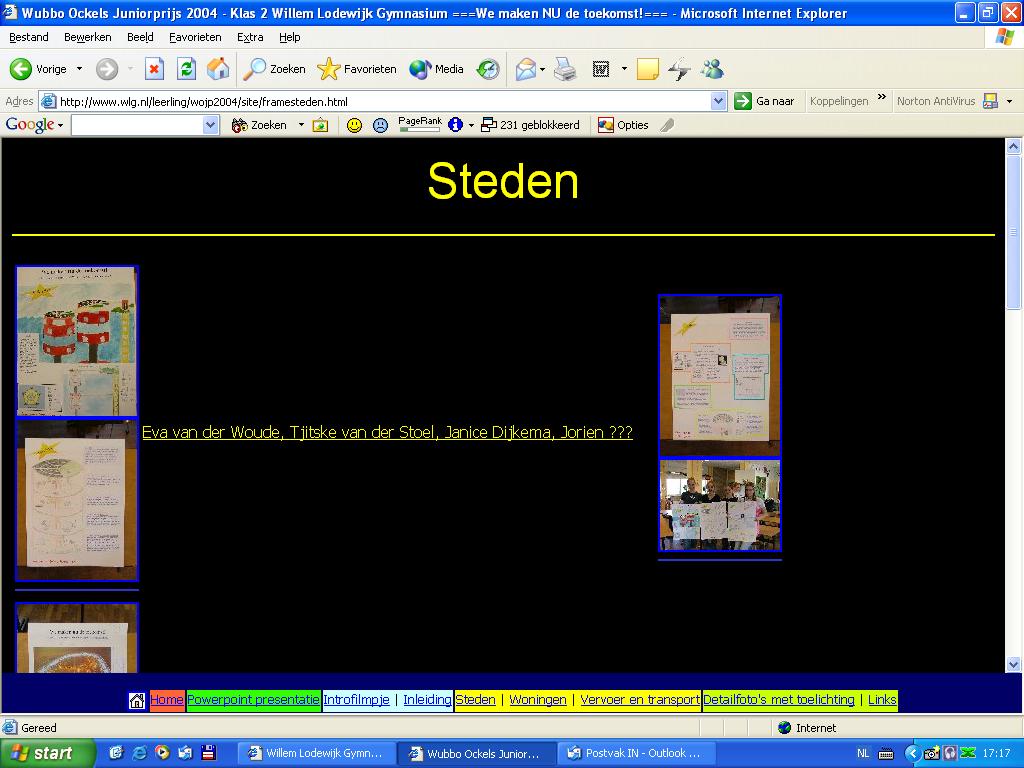 Wubbo Ockels Juniorprijs 2004 - Klas 2 Willem Lodewijk Gymnasium ===We maken NU de toekomst!=== - Microsoft Internet Explorer
Bestand Bewerken Beeld Favorieten Extra Help
Vorige Zoeken Favorieten Media
Adres http://www.wlg.nl/leerling/wojp2004/site/framesteden.html Ga naar Koppelingen » Norton AntiVirus
Google Zoeken PageRank 231 geblokkeerd Opties
Steden
Eva van der Woude, Tjitske van der Stoel, Janice Dijkema, Jorien ???
Home Powerpoint presentatie Introfilmpje | Inleiding Steden | Woningen | Vervoer en transport Detailfoto's met toelichting | Links
Gereed Internet
start Willem Lodewijk Gymn... Wubbo Ockels Junior... Postvak IN - Outlook ... NL 17:17